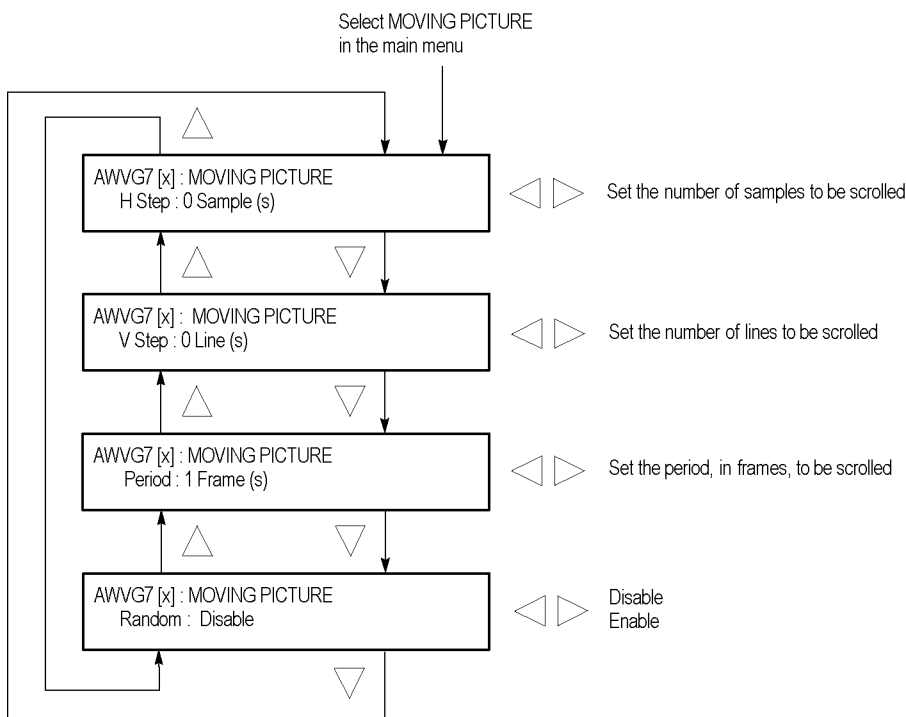 Select MOVING PICTURE
in the main menu
AWVG7 [x] : MOVING PICTURE
H Step : 0 Sample (s)
Set the number of samples to be scrolled
AWVG7 [x] : MOVING PICTURE
V Step : 0 Line (s)
Set the number of lines to be scrolled
AWVG7 [x] : MOVING PICTURE
Period : 1 Frame (s)
Set the period, in frames, to be scrolled
AWVG7 [x] : MOVING PICTURE
Random : Disable
Disable
Enable